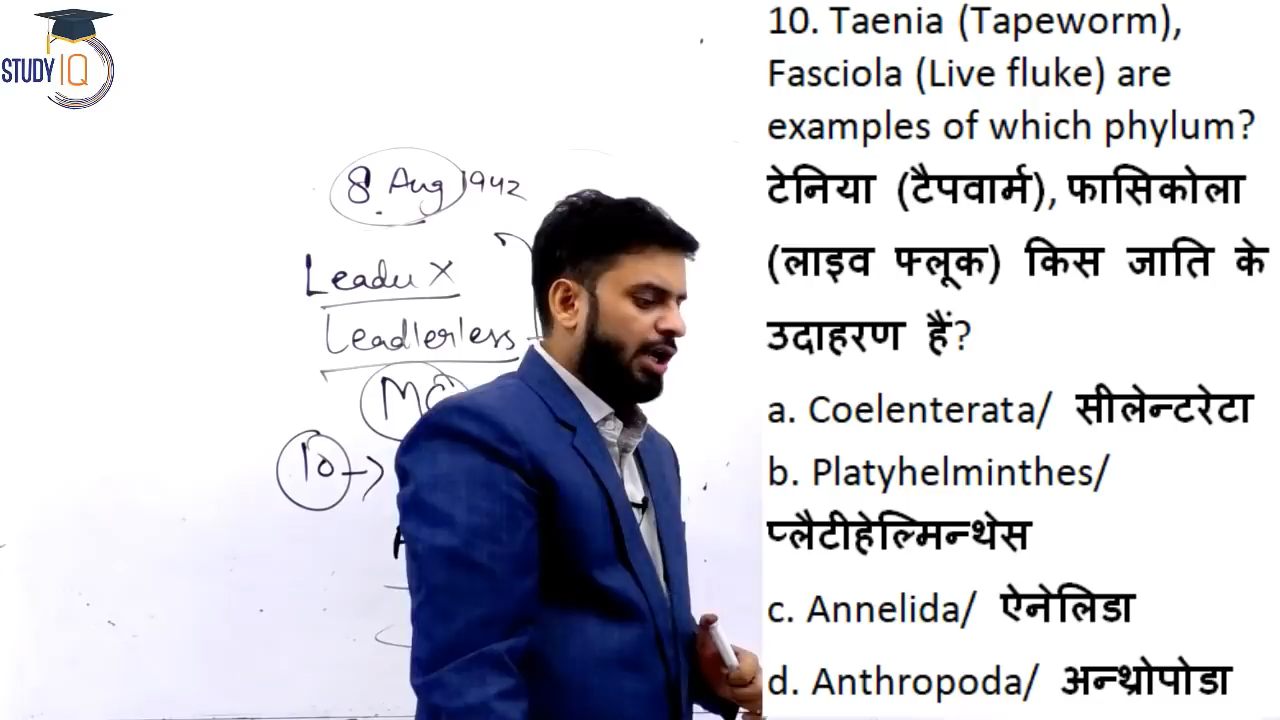 STUDY IQ
8 Aug 1942
Leader X
Leaderless
10 →
10. Taenia (Tapeworm),
Fasciola (Live fluke) are
examples of which phylum?
टेनिया (टैपवार्म), फासिकोला
(लाइव फ्लूक) किस जाति के
उदाहरण हैं?
a. Coelenterata/ सीलेन्टरेटा
b. Platyhelminthes/
प्लैटीहेल्मिन्थेस
c. Annelida/ ऐनेलिडा
d. Anthropoda/ अन्थ्रोपोडा